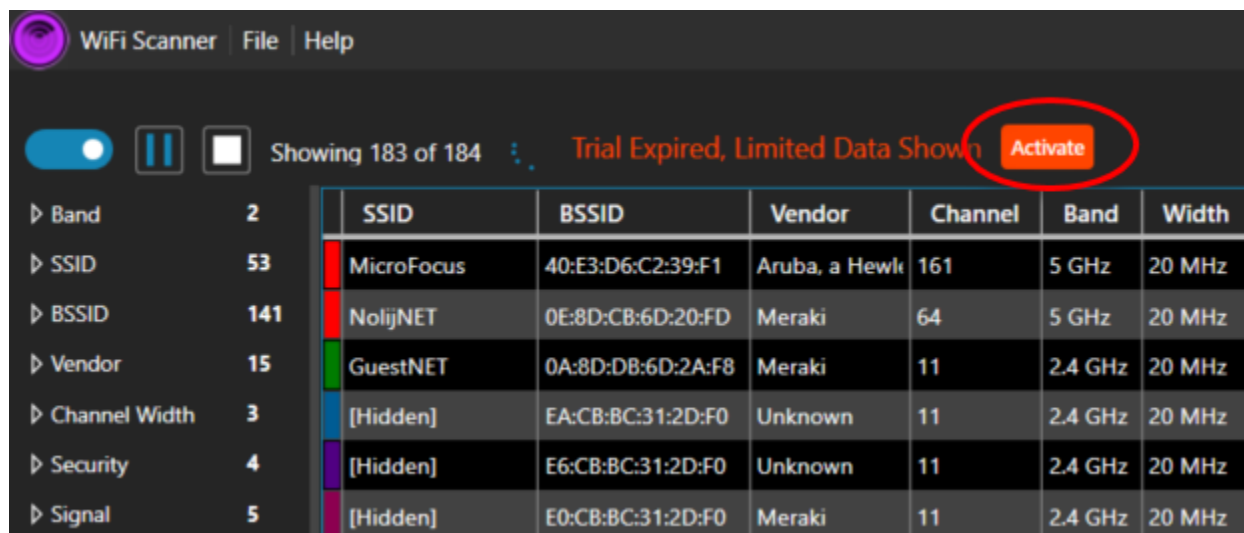 WiFi Scanner File Help
Showing 183 of 184 Trial Expired, Limited Data Shown Activate
Band 2 SSID BSSID Vendor Channel Band Width
SSID 53 MicroFocus 40:E3:D6:C2:39:F1 Aruba, a Hewle 161 5 GHz 20 MHz
BSSID 141 NolijNET 0E:8D:CB:6D:20:FD Meraki 64 5 GHz 20 MHz
Vendor 15 GuestNET 0A:8D:DB:6D:2A:F8 Meraki 11 2.4 GHz 20 MHz
Channel Width 3 [Hidden] EA:CB:BC:31:2D:F0 Unknown 11 2.4 GHz 20 MHz
Security 4 [Hidden] E6:CB:BC:31:2D:F0 Unknown 11 2.4 GHz 20 MHz
Signal 5 [Hidden] E0:CB:BC:31:2D:F0 Meraki 11 2.4 GHz 20 MHz